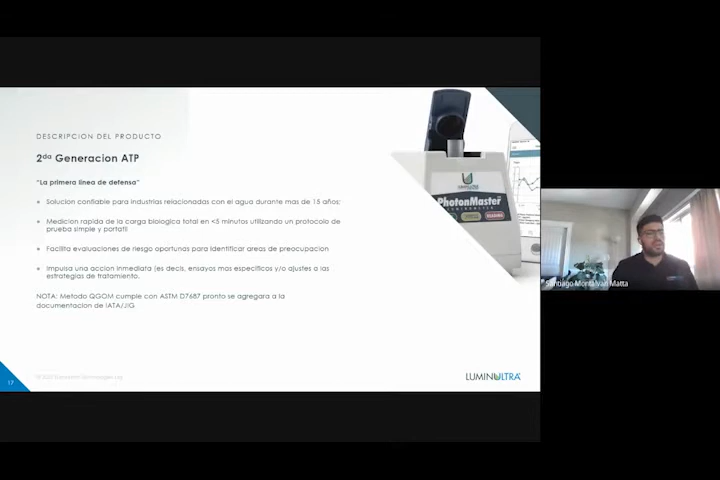 DESCRIPCION DEL PRODUCTO
2da Generacion ATP
"La primera linea de defensa"
Solucion confiable para industrias relacionadas con el agua durante mas de 15 años;
Medicion rapida de la carga biologica total en <5 minutos utilizando un protocolo de
prueba simple y portatil
Facilita evaluaciones de riesgo oportunas para identificar areas de preocupacion
Impulsa una accion inmediata (es decir, ensayos mas especificos y/o ajustes a las
estrategias de tratamiento.
NOTA: Metodo QGOM cumple con ASTM D7687 pronto se agregara a la
documentacion de IATA/JIG
PhotonMaster
17
LUMINULTRA
Santiago Montalvan Matta